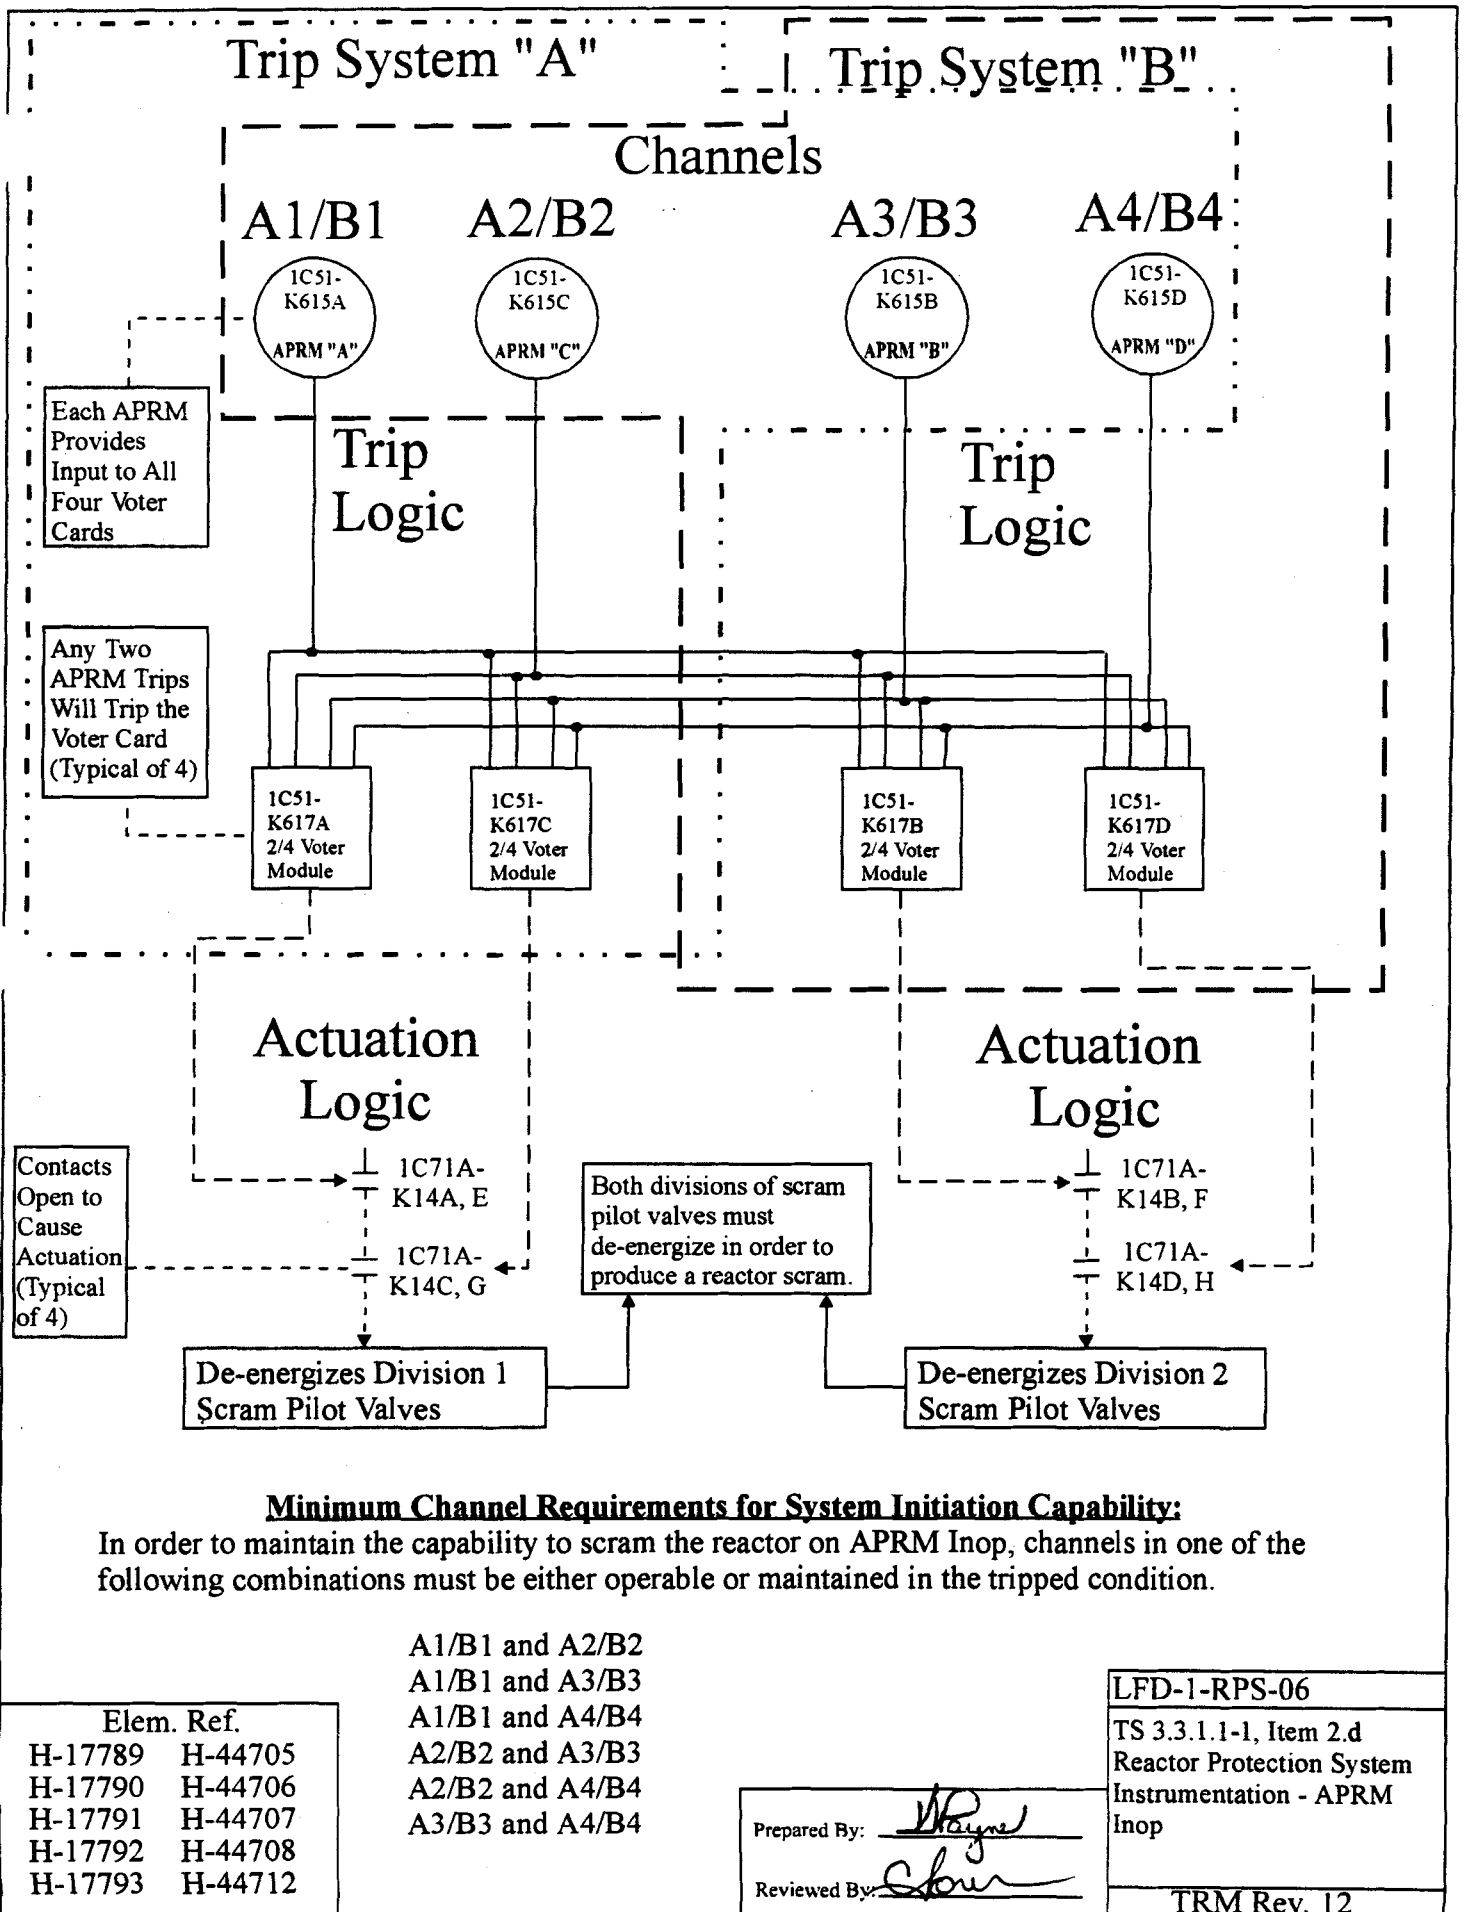 Trip System "A"
Trip System "B"
Channels
A1/B1
A2/B2
A3/B3
A4/B4
1C51-
K615A
APRM "A"
1C51-
K615C
APRM "C"
1C51-
K615B
APRM "B"
1C51-
K615D
APRM "D"
Each APRM
Provides
Input to All
Four Voter
Cards
Trip
Logic
Trip
Logic
Any Two
APRM Trips
Will Trip the
Voter Card
(Typical of 4)
1C51-
K617A
2/4 Voter
Module
1C51-
K617C
2/4 Voter
Module
1C51-
K617B
2/4 Voter
Module
1C51-
K617D
2/4 Voter
Module
Actuation
Logic
Actuation
Logic
Contacts
Open to
Cause
Actuation
(Typical
of 4)
1C71A-
K14A, E
1C71A-
K14C, G
Both divisions of scram
pilot valves must
de-energize in order to
produce a reactor scram.
1C71A-
K14B, F
1C71A-
K14D, H
De-energizes Division 1
Scram Pilot Valves
De-energizes Division 2
Scram Pilot Valves
Minimum Channel Requirements for System Initiation Capability:
In order to maintain the capability to scram the reactor on APRM Inop, channels in one of the
following combinations must be either operable or maintained in the tripped condition.
A1/B1 and A2/B2
A1/B1 and A3/B3
A1/B1 and A4/B4
A2/B2 and A3/B3
A2/B2 and A4/B4
A3/B3 and A4/B4
Elem. Ref.
H-17789 H-44705
H-17790 H-44706
H-17791 H-44707
H-17792 H-44708
H-17793 H-44712
Prepared By:
Reviewed By:
LFD-1-RPS-06
TS 3.3.1.1-1, Item 2.d
Reactor Protection System
Instrumentation - APRM
Inop
TRM Rev. 12